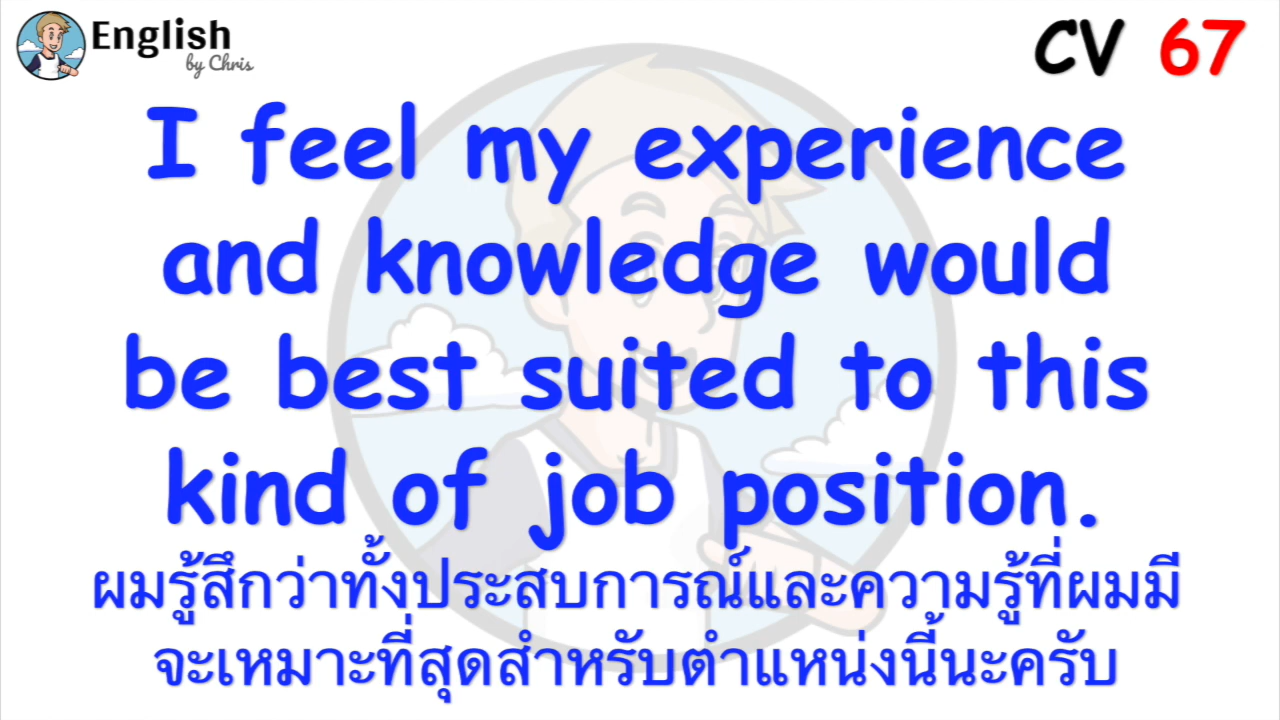 English
by Chris
CV 67
I feel my experience
and knowledge would
be best suited to this
kind of job position.
ผมรู้สึกว่าทั้งประสบการณ์และความรู้ที่ผมมี
จะเหมาะที่สุดสำหรับตำแหน่งนี้นะครับ